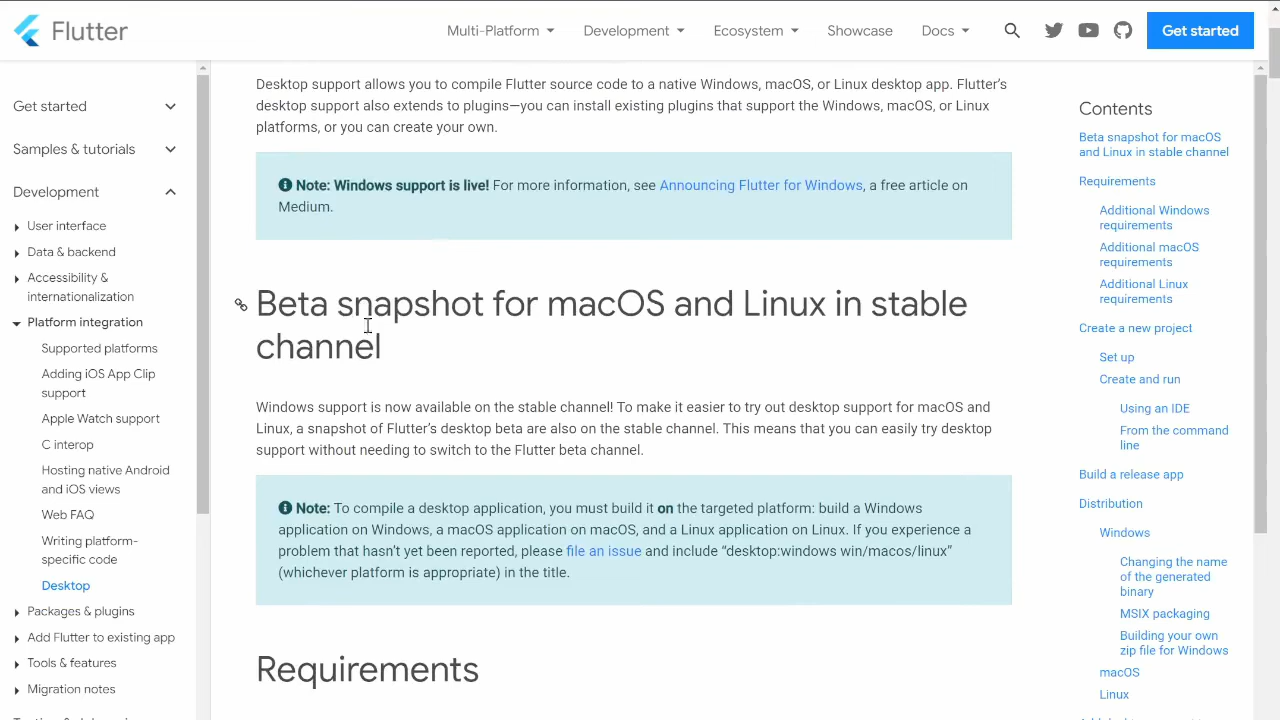 Flutter
Multi-Platform
Development
Ecosystem
Showcase
Docs
Get started
Get started
Samples & tutorials
Development
User interface
Data & backend
Accessibility &
internationalization
Platform integration
Supported platforms
Adding iOS App Clip
support
Apple Watch support
C interop
Hosting native Android
and iOS views
Web FAQ
Writing platform-
specific code
Desktop
Packages & plugins
Add Flutter to existing app
Tools & features
Migration notes
Desktop support allows you to compile Flutter source code to a native Windows, macOS, or Linux desktop app. Flutter's
desktop support also extends to plugins—you can install existing plugins that support the Windows, macOS, or Linux
platforms, or you can create your own.
Note: Windows support is live! For more information, see Announcing Flutter for Windows, a free article on
Medium.
Beta snapshot for macOS and Linux in stable
channel
Windows support is now available on the stable channel! To make it easier to try out desktop support for macOS and
Linux, a snapshot of Flutter's desktop beta are also on the stable channel. This means that you can easily try desktop
support without needing to switch to the Flutter beta channel.
Note: To compile a desktop application, you must build it on the targeted platform: build a Windows
application on Windows, a macOS application on macOS, and a Linux application on Linux. If you experience a
problem that hasn't yet been reported, please file an issue and include “desktop:windows win/macos/linux”
(whichever platform is appropriate) in the title.
Requirements
Contents
Beta snapshot for macOS
and Linux in stable channel
Requirements
Additional Windows
requirements
Additional macOS
requirements
Additional Linux
requirements
Create a new project
Set up
Create and run
Using an IDE
From the command
line
Build a release app
Distribution
Windows
Changing the name
of the generated
binary
MSIX packaging
Building your own
zip file for Windows
macOS
Linux